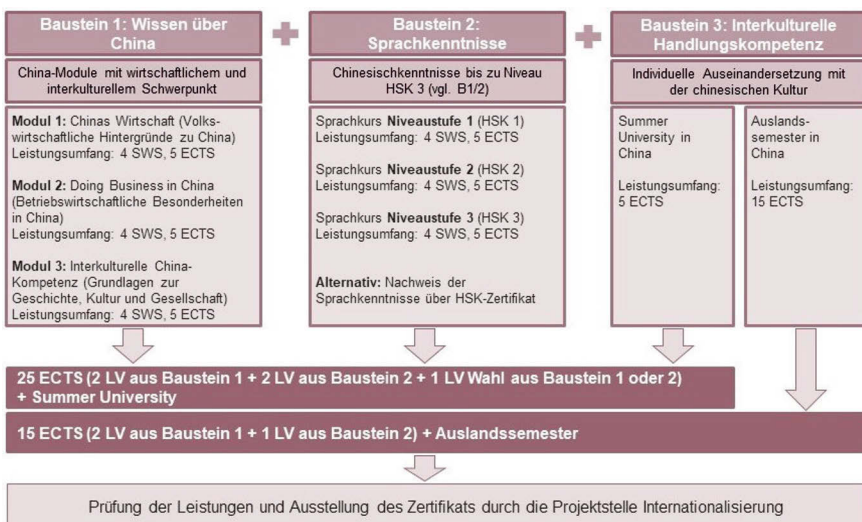 Baustein 1: Wissen über
China
Baustein 2:
Sprachkenntnisse
Baustein 3: Interkulturelle
Handlungskompetenz
China-Module mit wirtschaftlichem und
interkulturellem Schwerpunkt
Chinesischkenntnisse bis zu Niveau
HSK 3 (vgl. B1/2)
Individuelle Auseinandersetzung mit
der chinesischen Kultur
Modul 1: Chinas Wirtschaft (Volks-
wirtschaftliche Hintergründe zu China)
Leistungsumfang: 4 SWS, 5 ECTS
Modul 2: Doing Business in China
(Betriebswirtschaftliche Besonderheiten
in China)
Leistungsumfang: 4 SWS, 5 ECTS
Modul 3: Interkulturelle China-
Kompetenz (Grundlagen zur
Geschichte, Kultur und Gesellschaft)
Leistungsumfang: 4 SWS, 5 ECTS
Sprachkurs Niveaustufe 1 (HSK 1)
Leistungsumfang: 4 SWS, 5 ECTS
Sprachkurs Niveaustufe 2 (HSK 2)
Leistungsumfang: 4 SWS, 5 ECTS
Sprachkurs Niveaustufe 3 (HSK 3)
Leistungsumfang: 4 SWS, 5 ECTS
Alternativ: Nachweis der
Sprachkenntnisse über HSK-Zertifikat
Summer
University in
China
Leistungsumfang:
5 ECTS
Auslands-
semester in
China
Leistungsumfang:
15 ECTS
25 ECTS (2 LV aus Baustein 1 + 2 LV aus Baustein 2 + 1 LV Wahl aus Baustein 1 oder 2)
+ Summer University
15 ECTS (2 LV aus Baustein 1 + 1 LV aus Baustein 2) + Auslandssemester
Prüfung der Leistungen und Ausstellung des Zertifikats durch die Projektstelle Internationalisierung